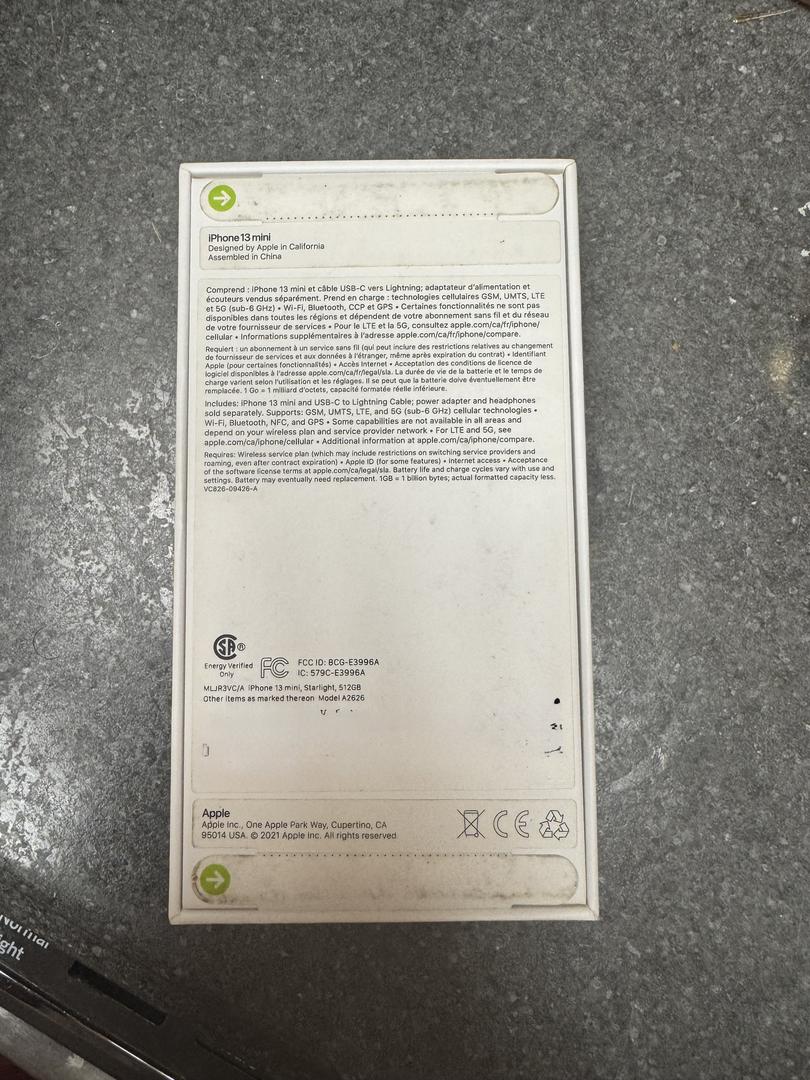 iPhone 13 mini
Designed by Apple in California
Assembled in China
Comprend : iPhone 13 mini et câble USB-C vers Lightning; adaptateur d'alimentation et
écouteurs vendus séparément. Prend en charge : technologies cellulaires GSM, UMTS, LTE
et 5G (sub-6 GHz) • Wi-Fi, Bluetooth, CCP et GPS • Certaines fonctionnalités ne sont pas
disponibles dans toutes les régions et dépendent de votre abonnement sans fil et du réseau
de votre fournisseur de services • Pour le LTE et la 5G, consultez apple.com/ca/fr/iphone/
cellular • Informations supplémentaires à l'adresse apple.com/ca/fr/iphone/compare.
Requiert : un abonnement à un service sans fil (qui peut inclure des restrictions relatives au changement
de fournisseur de services et aux données à l'étranger, même après expiration du contrat) • Identifiant
Apple (pour certaines fonctionnalités) • Accès Internet • Acceptation des conditions de licence de
logiciel disponibles à l'adresse apple.com/ca/fr/legal/sla. La durée de vie de la batterie et le temps de
charge varient selon l'utilisation et les réglages. Il se peut que la batterie doive éventuellement être
remplacée. 1 Go = 1 milliard d'octets, capacité formatée réelle inférieure.
Includes: iPhone 13 mini and USB-C to Lightning Cable; power adapter and headphones
sold separately. Supports: GSM, UMTS, LTE, and 5G (sub-6 GHz) cellular technologies •
Wi-Fi, Bluetooth, NFC, and GPS • Some capabilities are not available in all areas and
depend on your wireless plan and service provider network • For LTE and 5G, see
apple.com/ca/iphone/cellular • Additional information at apple.com/ca/iphone/compare.
Requires: Wireless service plan (which may include restrictions on switching service providers and
roaming, even after contract expiration) • Apple ID (for some features) • Internet access • Acceptance
of the software license terms at apple.com/ca/legal/sla. Battery life and charge cycles vary with use and
settings. Battery may eventually need replacement. 1GB = 1 billion bytes; actual formatted capacity less.
VC826-09426-A
SA ®
Energy Verified
Only
FC
FCC ID: BCG-E3996A
IC: 579C-E3996A
MLJR3VC/A iPhone 13 mini, Starlight, 512GB
Other items as marked thereon Model A2626
Apple
Apple Inc., One Apple Park Way, Cupertino, CA
95014 USA. © 2021 Apple Inc. All rights reserved
CE
Normal
ght